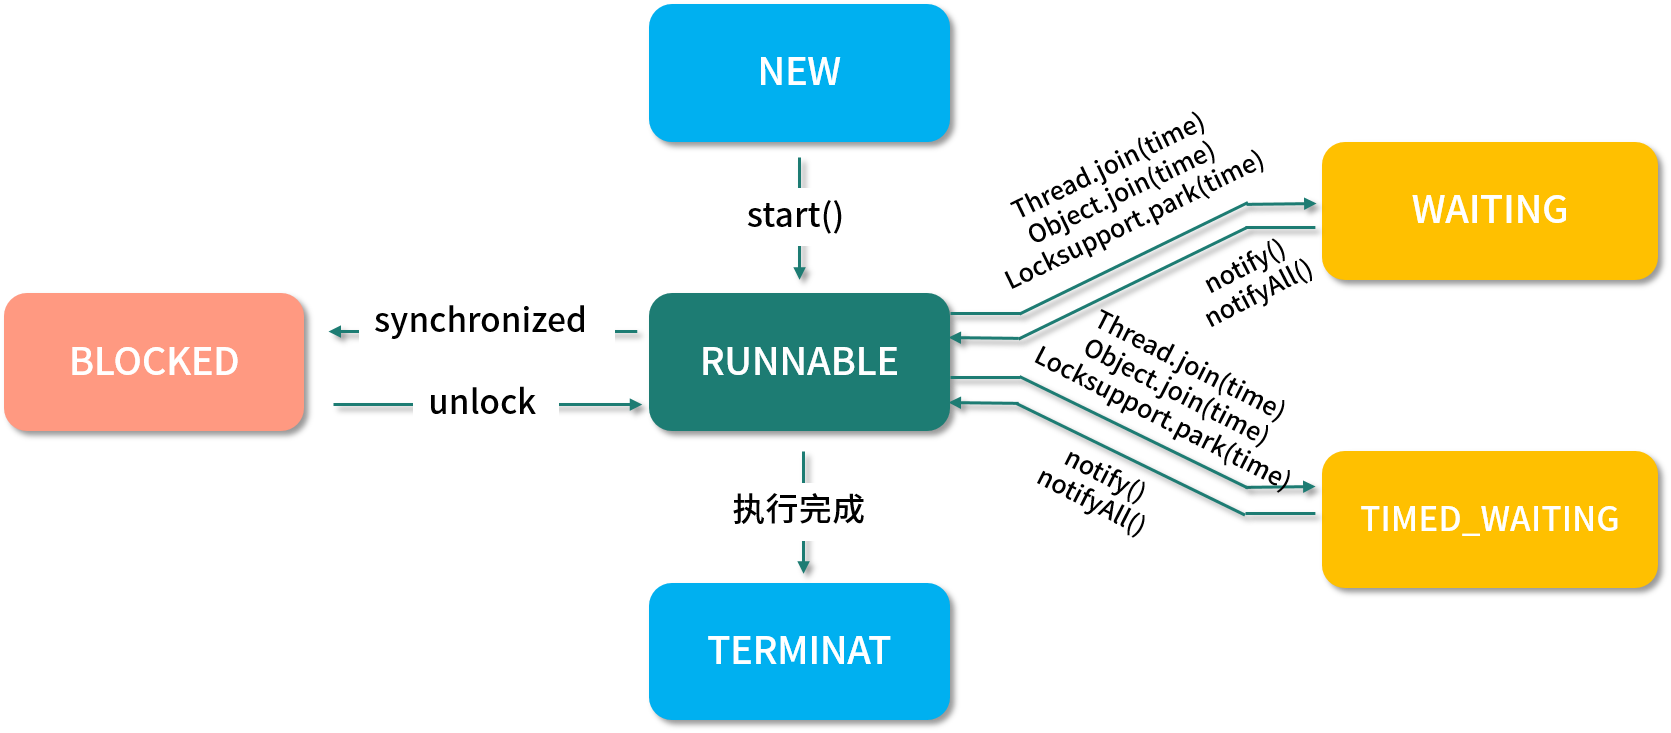 NEW
start()
Thread.join(time)
Object.join(time)
Locksupport.park(time)
WAITING
notify()
notifyAll()
synchronized
BLOCKED
unlock
RUNNABLE
Thread.join(time)
Object.join(time)
Locksupport.park(time)
notify()
notifyAll()
TIMED_WAITING
执行完成
TERMINAT